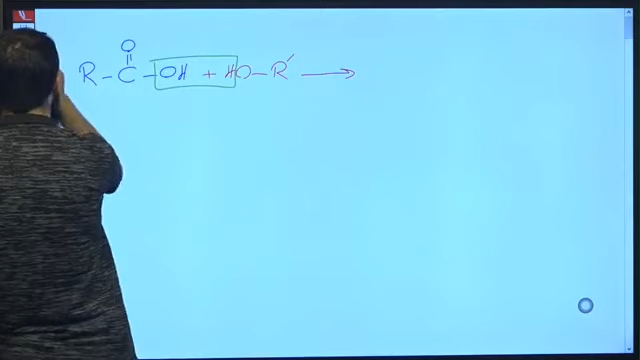 O
R – C – OH + HO – R′ ⟶